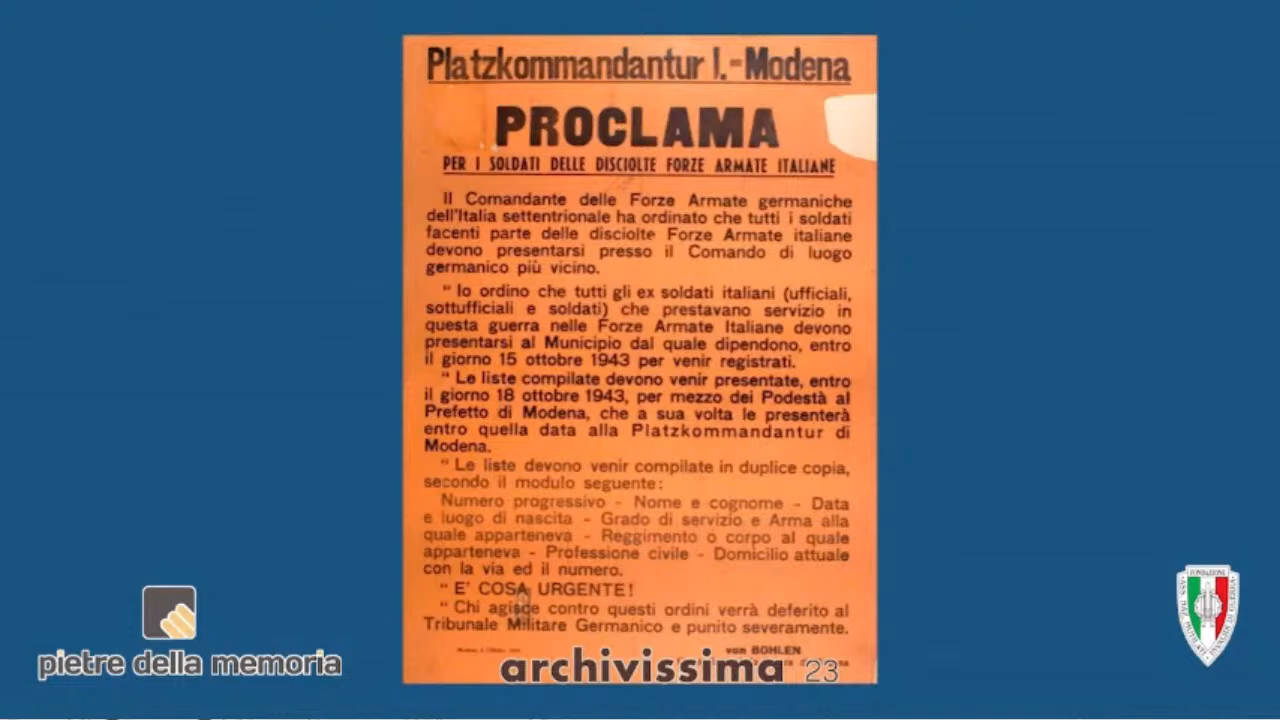 Platzkommandantur I.-Modena
PROCLAMA
PER I SOLDATI DELLE DISCIOLTE FORZE ARMATE ITALIANE
Il Comandante delle Forze Armate germaniche
dell'Italia settentrionale ha ordinato che tutti i soldati
facenti parte delle disciolte Forze Armate italiane
devono presentarsi presso il Comando di luogo
germanico più vicino.
" Io ordino che tutti gli ex soldati italiani (ufficiali,
sottufficiali e soldati) che prestavano servizio in
questa guerra nelle Forze Armate Italiane devono
presentarsi al Municipio dal quale dipendono, entro
il giorno 15 ottobre 1943 per venir registrati.
" Le liste compilate devono venir presentate, entro
il giorno 18 ottobre 1943, per mezzo dei Podestà al
Prefetto di Modena, che a sua volta le presenterà
entro quella data alla Platzkommandantur di
Modena.
" Le liste devono venir compilate in duplice copia,
secondo il modulo seguente:
Numero progressivo - Nome e cognome - Data
e luogo di nascita - Grado di servizio e Arma alla
quale apparteneva - Reggimento o corpo al quale
apparteneva - Professione civile - Domicilio attuale
con la via ed il numero.
" E' COSA URGENTE!
" Chi agisce contro questi ordini verrà deferito al
Tribunale Militare Germanico e punito severamente.
von BOHLEN
archivissima 23
pietre della memoria
FONDAZIONE